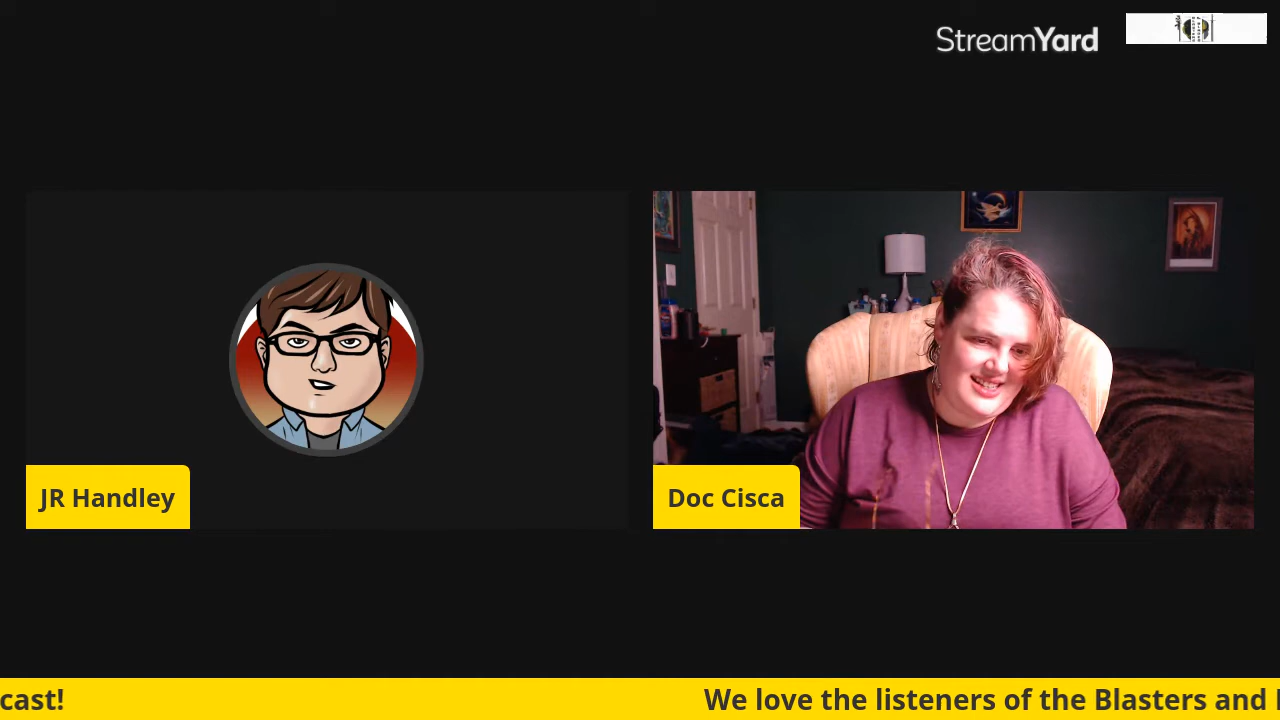 StreamYard
JR Handley
Doc Cisca
cast!
We love the listeners of the Blasters and